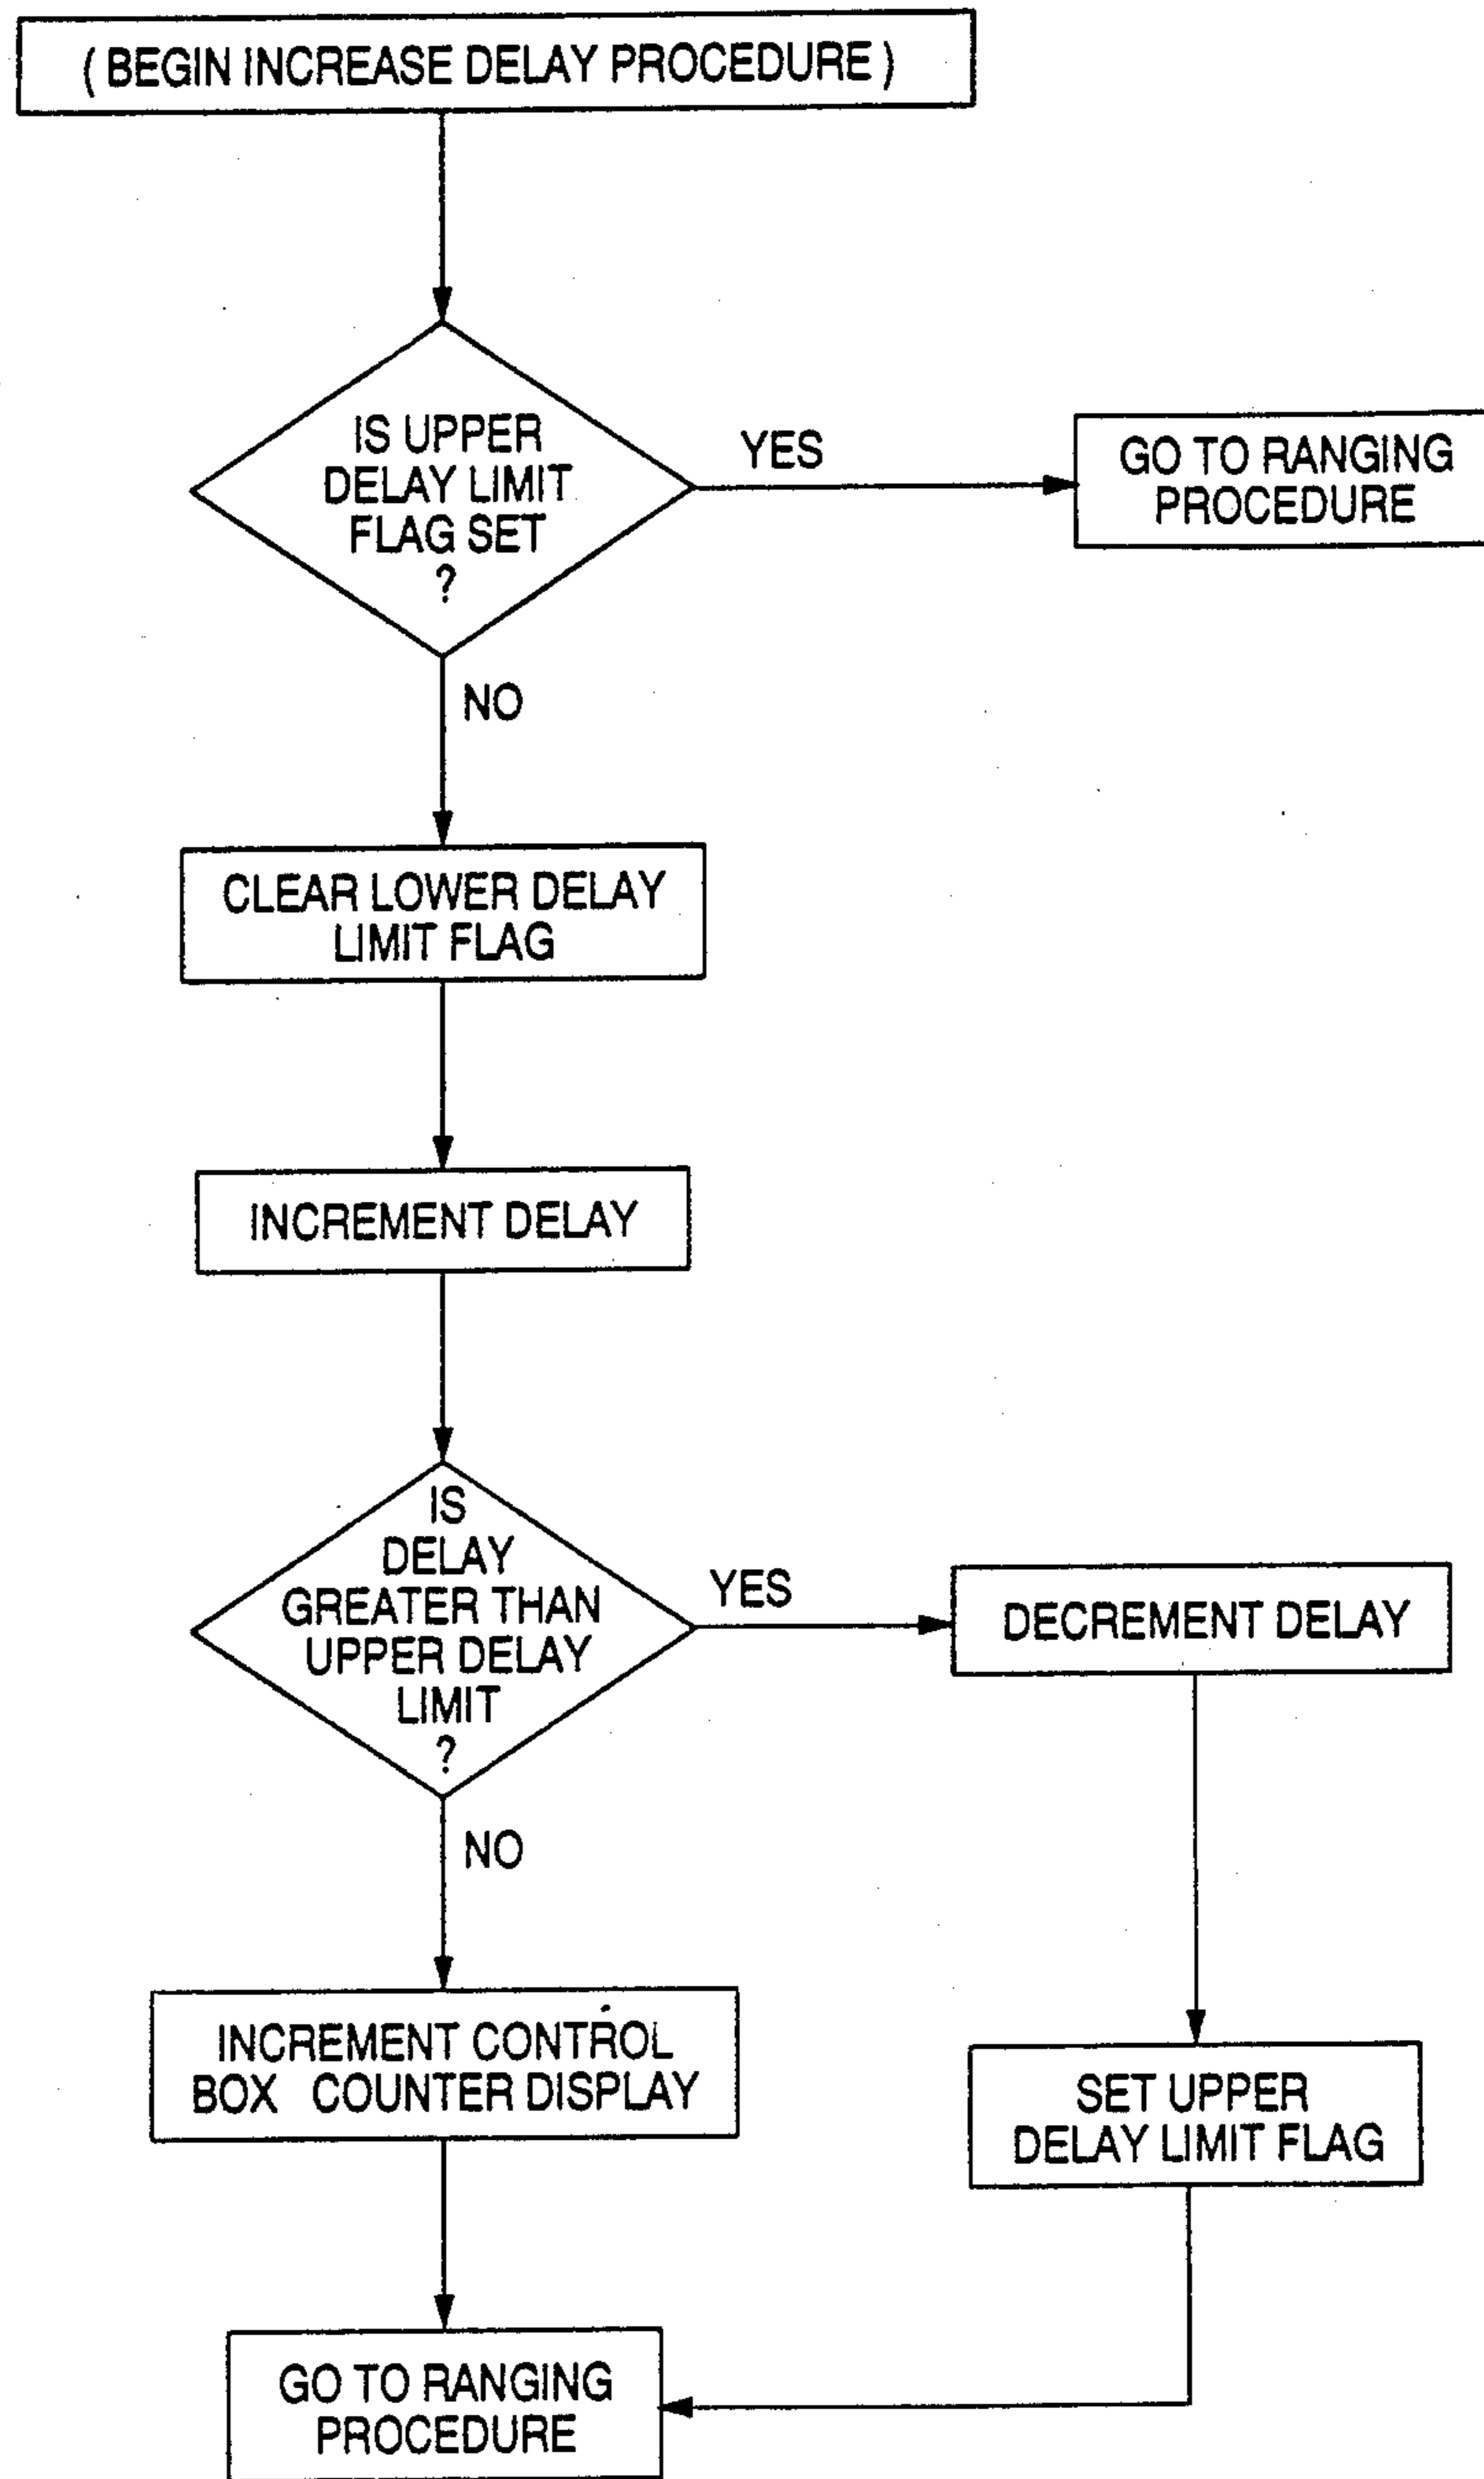 ( BEGIN INCREASE DELAY PROCEDURE )
IS UPPER
DELAY LIMIT
FLAG SET
?
YES
GO TO RANGING
PROCEDURE
NO
CLEAR LOWER DELAY
LIMIT FLAG
INCREMENT DELAY
IS
DELAY
GREATER THAN
UPPER DELAY
LIMIT
?
YES
DECREMENT DELAY
NO
INCREMENT CONTROL
BOX COUNTER DISPLAY
SET UPPER
DELAY LIMIT FLAG
GO TO RANGING
PROCEDURE